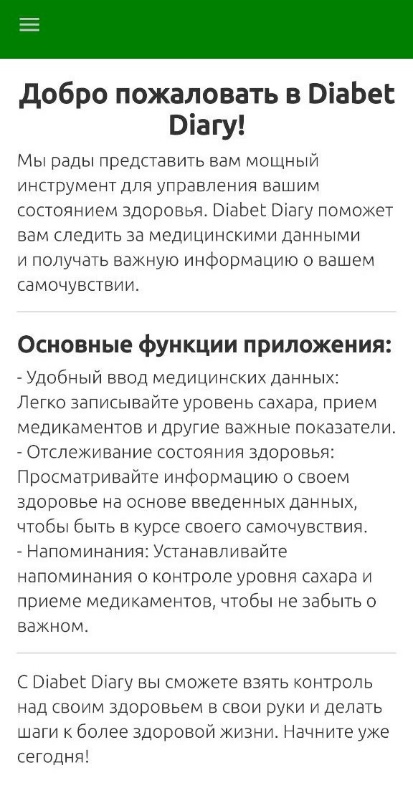 Добро пожаловать в Diabet
Diary!
Мы рады представить вам мощный
инструмент для управления вашим
состоянием здоровья. Diabet Diary поможет
вам следить за медицинскими данными
и получать важную информацию о вашем
самочувствии.
Основные функции приложения:
- Удобный ввод медицинских данных:
Легко записывайте уровень сахара, прием
медикаментов и другие важные показатели.
- Отслеживание состояния здоровья:
Просматривайте информацию о своем
здоровье на основе введенных данных,
чтобы быть в курсе своего самочувствия.
- Напоминания: Устанавливайте
напоминания о контроле уровня сахара и
приеме медикаментов, чтобы не забыть о
важном.
С Diabet Diary вы сможете взять контроль
над своим здоровьем в свои руки и делать
шаги к более здоровой жизни. Начните уже
сегодня!